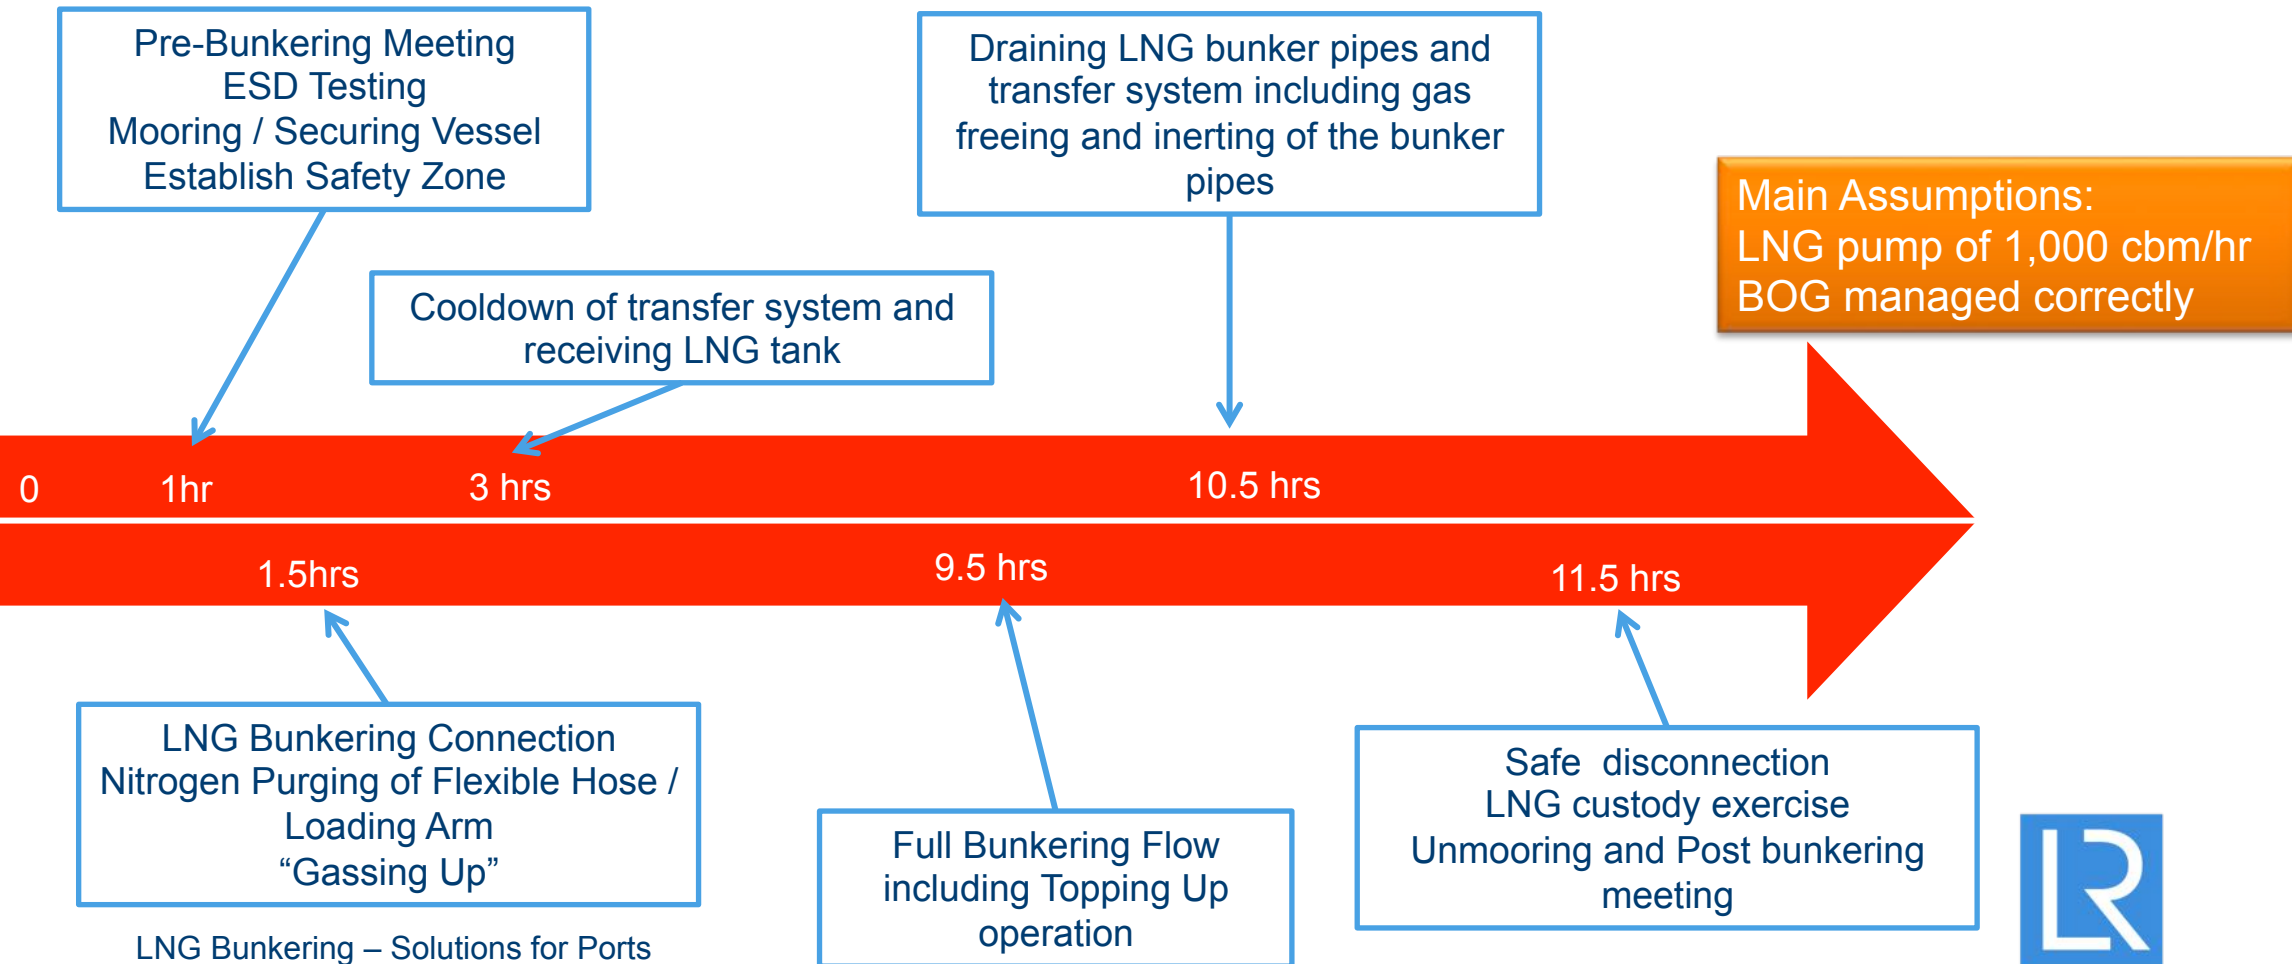 Pre-Bunkering Meeting
ESD Testing
Mooring / Securing Vessel
Establish Safety Zone
Draining LNG bunker pipes and
transfer system including gas
freeing and inerting of the bunker
pipes
Main Assumptions:
LNG pump of 1,000 cbm/hr
BOG managed correctly
Cooldown of transfer system and
receiving LNG tank
0 1hr 3 hrs 10.5 hrs
1.5hrs 9.5 hrs 11.5 hrs
LNG Bunkering Connection
Nitrogen Purging of Flexible Hose /
Loading Arm
“Gassing Up”
Full Bunkering Flow
including Topping Up
operation
Safe  disconnection
LNG custody exercise
Unmooring and Post bunkering
meeting
LNG Bunkering – Solutions for Ports
LR